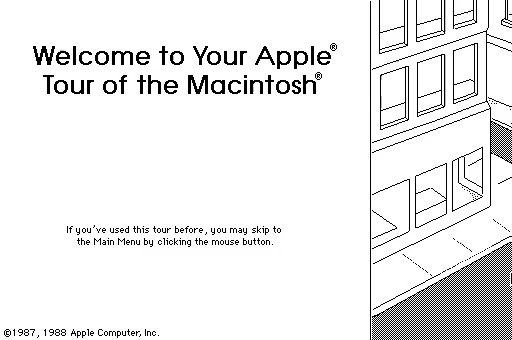 Welcome to Your Apple®
Tour of the Macintosh®
If you've used this tour before, you may skip to
the Main Menu by clicking the mouse button.
©1987, 1988 Apple Computer, Inc.